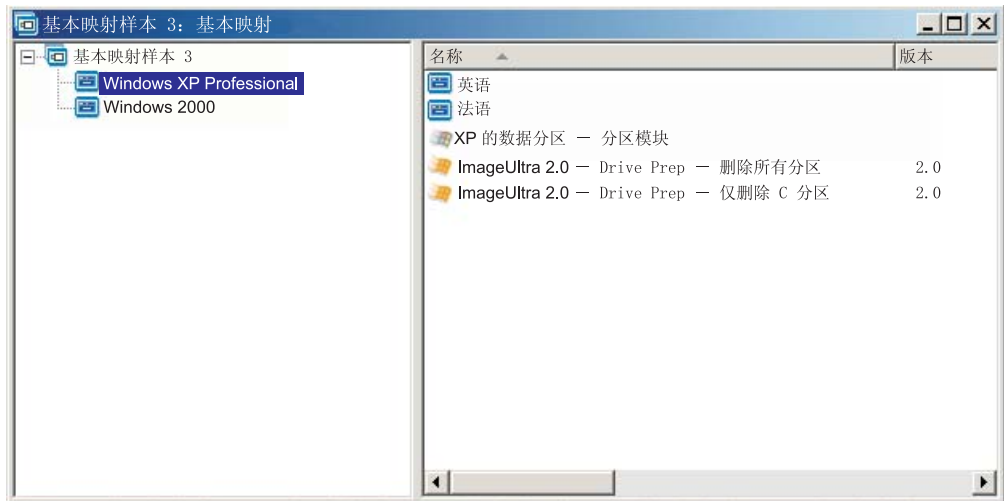 基本映射样本 3：基本映射
基本映射样本 3
Windows XP Professional
Windows 2000
名称 版本
英语
法语
XP 的数据分区 — 分区模块
ImageUltra 2.0 — Drive Prep — 删除所有分区 2.0
ImageUltra 2.0 — Drive Prep — 仅删除 C 分区 2.0